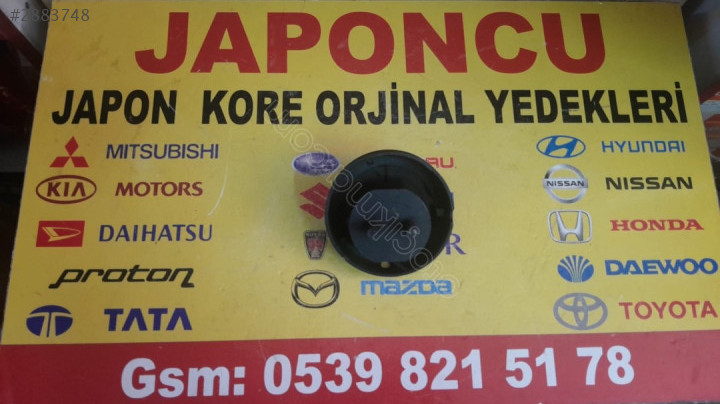 #2383748
JAPONCU
JAPON KORE ORJİNAL YEDEKLERİ
MITSUBISHI
KIA MOTORS
DAIHATSU
proton
TATA
mazda
HYUNDAI
NISSAN NISSAN
HONDA
DAEWOO
TOYOTA
Gsm: 0539 821 51 78